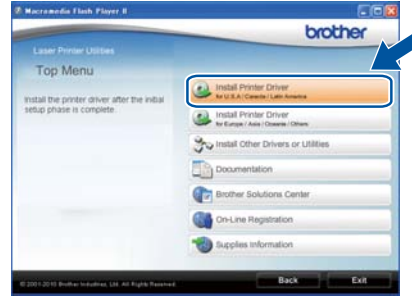 Macromedia Flash Player 8
brother
Laser Printer Utilities
Top Menu
Install the printer driver after the initial
setup phase is complete.
Install Printer Driver
for U.S.A / Canada / Latin America
Install Printer Driver
for Europe / Asia / Oceania / Others
Install Other Drivers or Utilities
Documentation
Brother Solutions Center
On-Line Registration
Supplies Information
© 2001-2010 Brother Industries, Ltd. All Rights Reserved.
Back
Exit